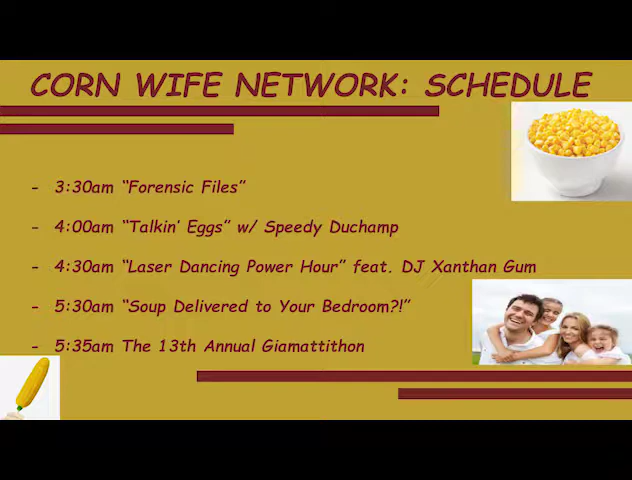 CORN WIFE NETWORK: SCHEDULE
- 3:30am “Forensic Files”
- 4:00am “Talkin’ Eggs” w/ Speedy Duchamp
- 4:30am “Laser Dancing Power Hour” feat. DJ Xanthan Gum
- 5:30am “Soup Delivered to Your Bedroom?!”
- 5:35am The 13th Annual Giamattithon